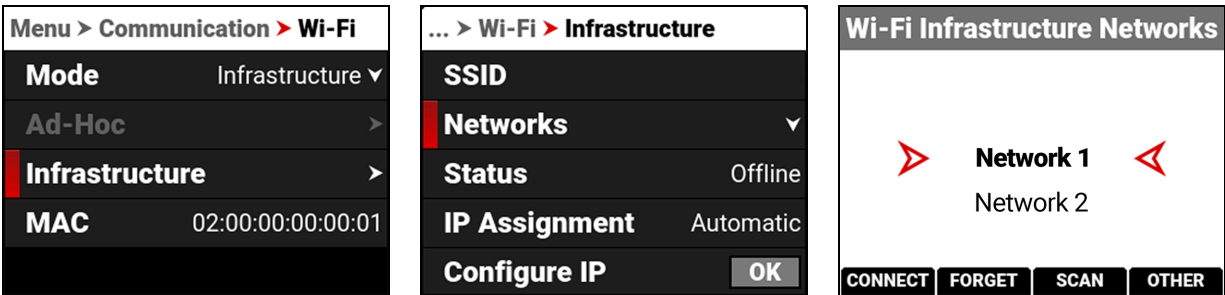 Menu > Communication > Wi-Fi
Mode Infrastructure
Ad-Hoc
Infrastructure
MAC 02:00:00:00:00:01
... > Wi-Fi > Infrastructure
SSID
Networks
Status Offline
IP Assignment Automatic
Configure IP OK
Wi-Fi Infrastructure Networks
Network 1
Network 2
CONNECT FORGET SCAN OTHER